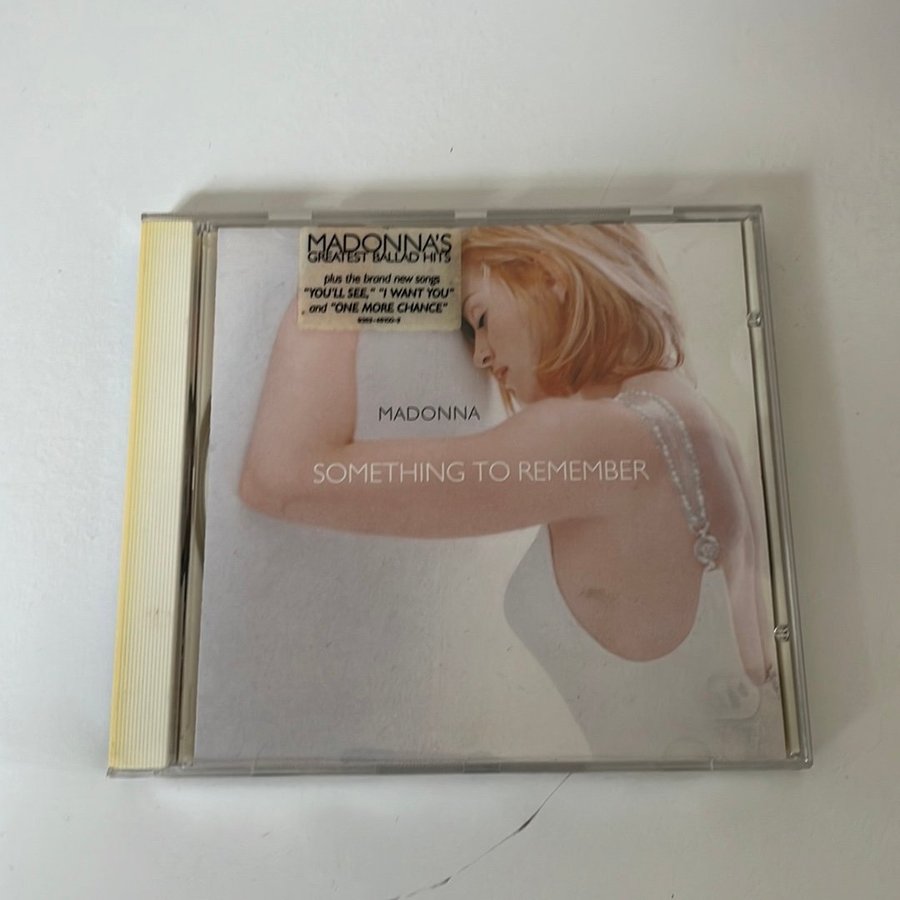 MADONNA'S
GREATEST BALLAD HITS
plus the brand new songs
"YOU'LL SEE," "I WANT YOU"
and "ONE MORE CHANCE"
MADONNA
SOMETHING TO REMEMBER